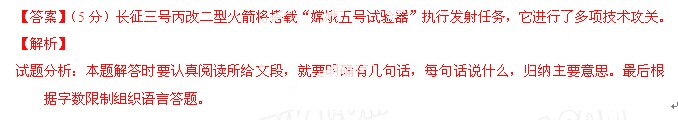 【答案】（5 分）长征三号丙改二型火箭将搭载“嫦娥五号试验器”执行发射任务，它进行了多项技术攻关。
【解析】
试题分析：本题解答时要认真阅读所给文段，就要明确有几句话，每句话说什么，归纳主要意思。最后根
据字数限制组织语言答题。